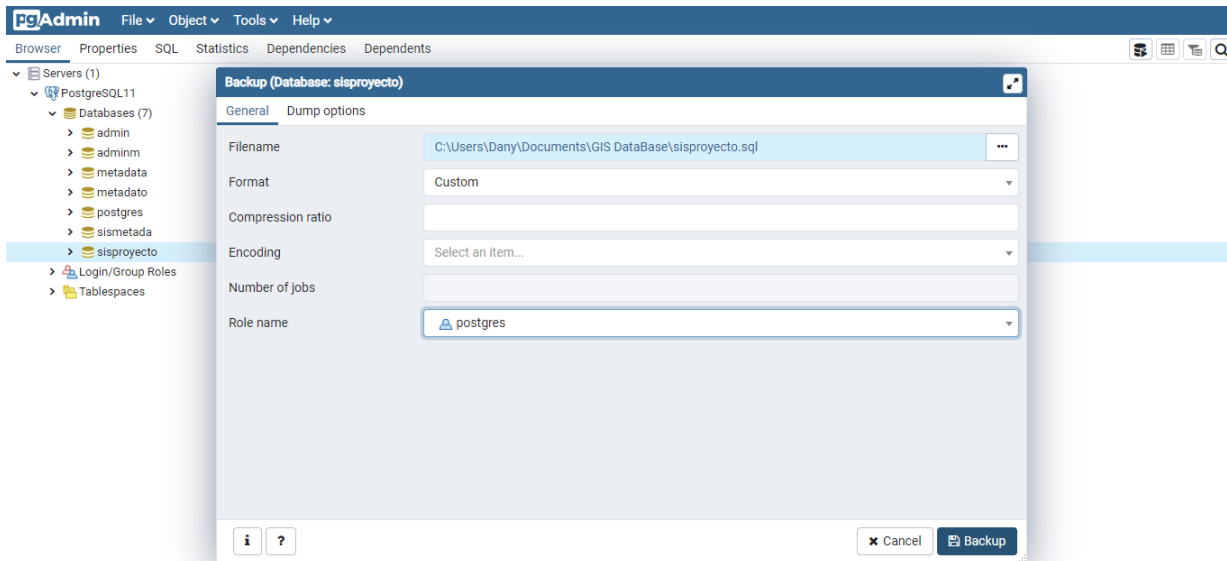 pgAdmin File Object Tools Help
Browser Properties SQL Statistics Dependencies Dependents
Servers (1)
PostgreSQL11
Databases (7)
admin
adminm
metadata
metadato
postgres
sismetada
sisproyecto
Login/Group Roles
Tablespaces
Backup (Database: sisproyecto)
General Dump options
Filename C:\Users\Dany\Documents\GIS DataBase\sisproyecto.sql ...
Format Custom
Compression ratio
Encoding Select an item...
Number of jobs
Role name postgres
i ? Cancel Backup